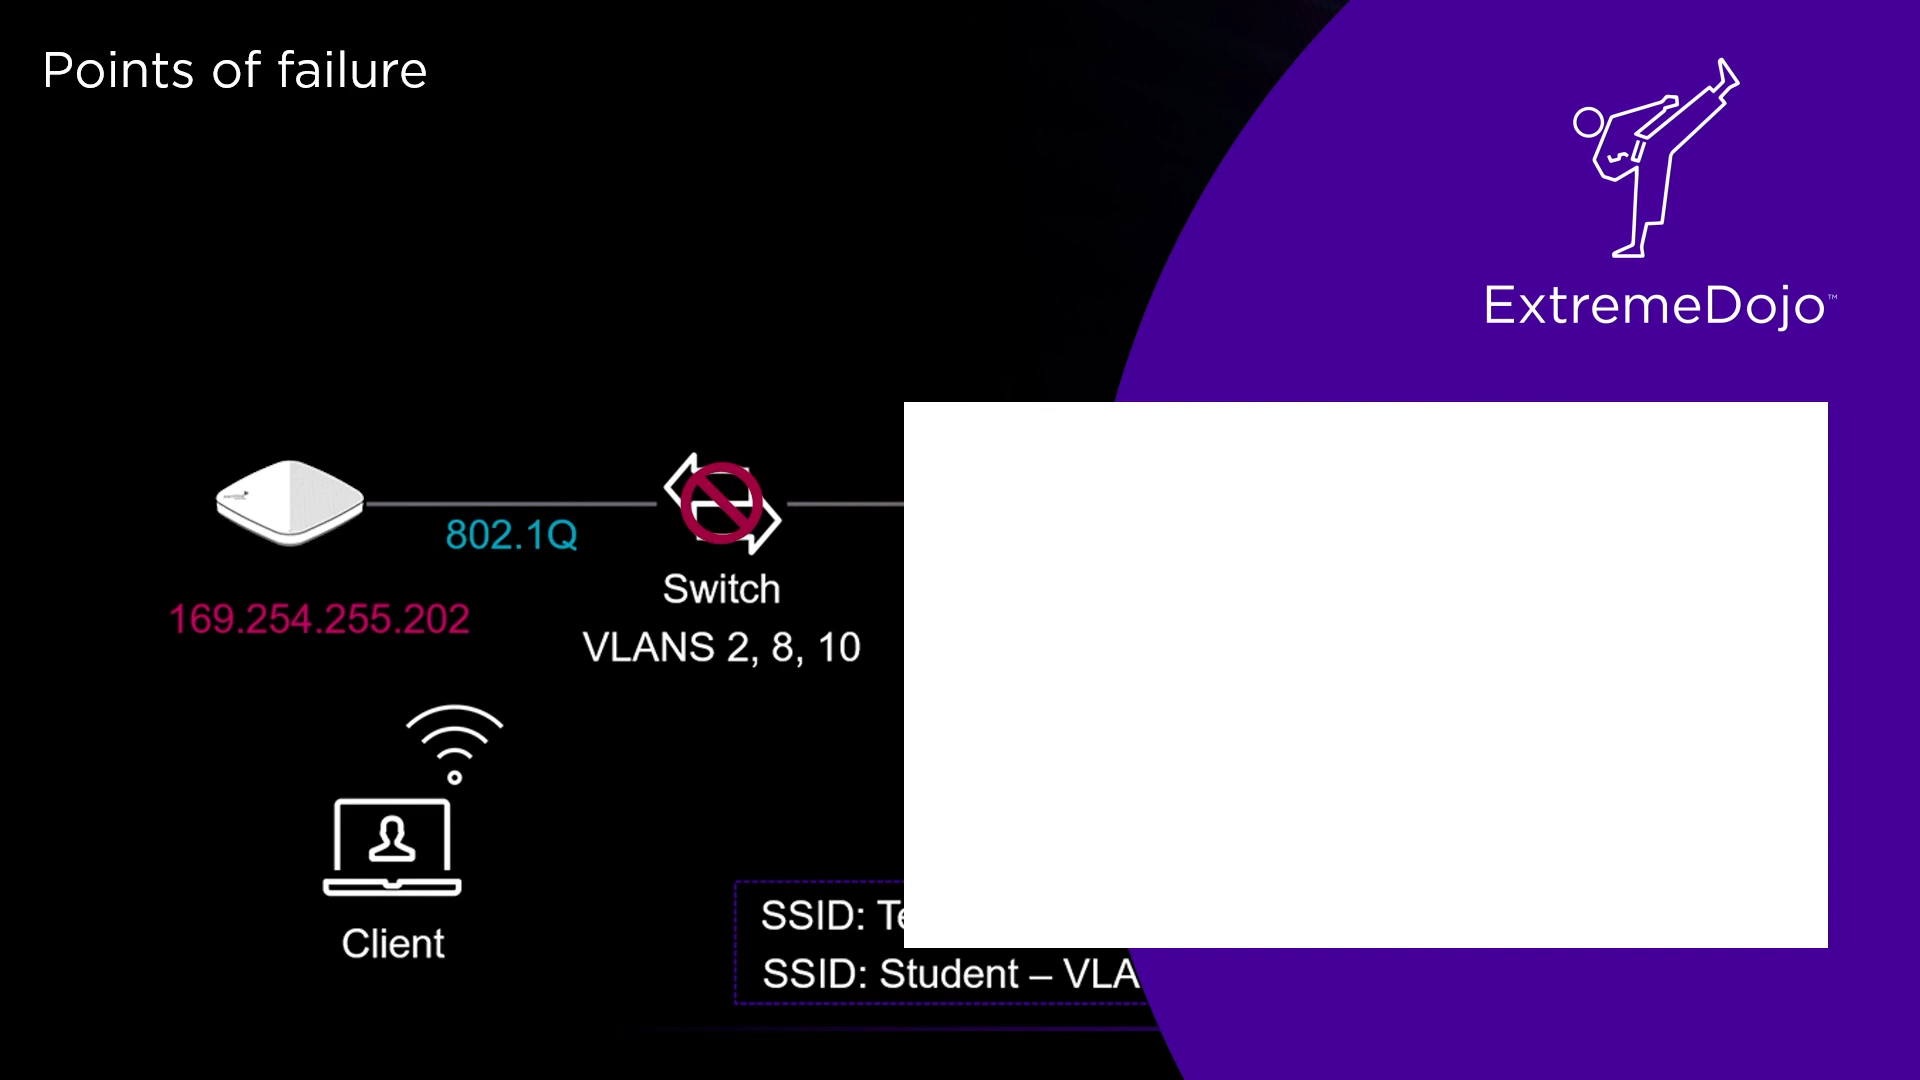 Points of failure
ExtremeDojo™
802.1Q
Switch
169.254.255.202
VLANS 2, 8, 10
SSID:
Client
SSID: Student –